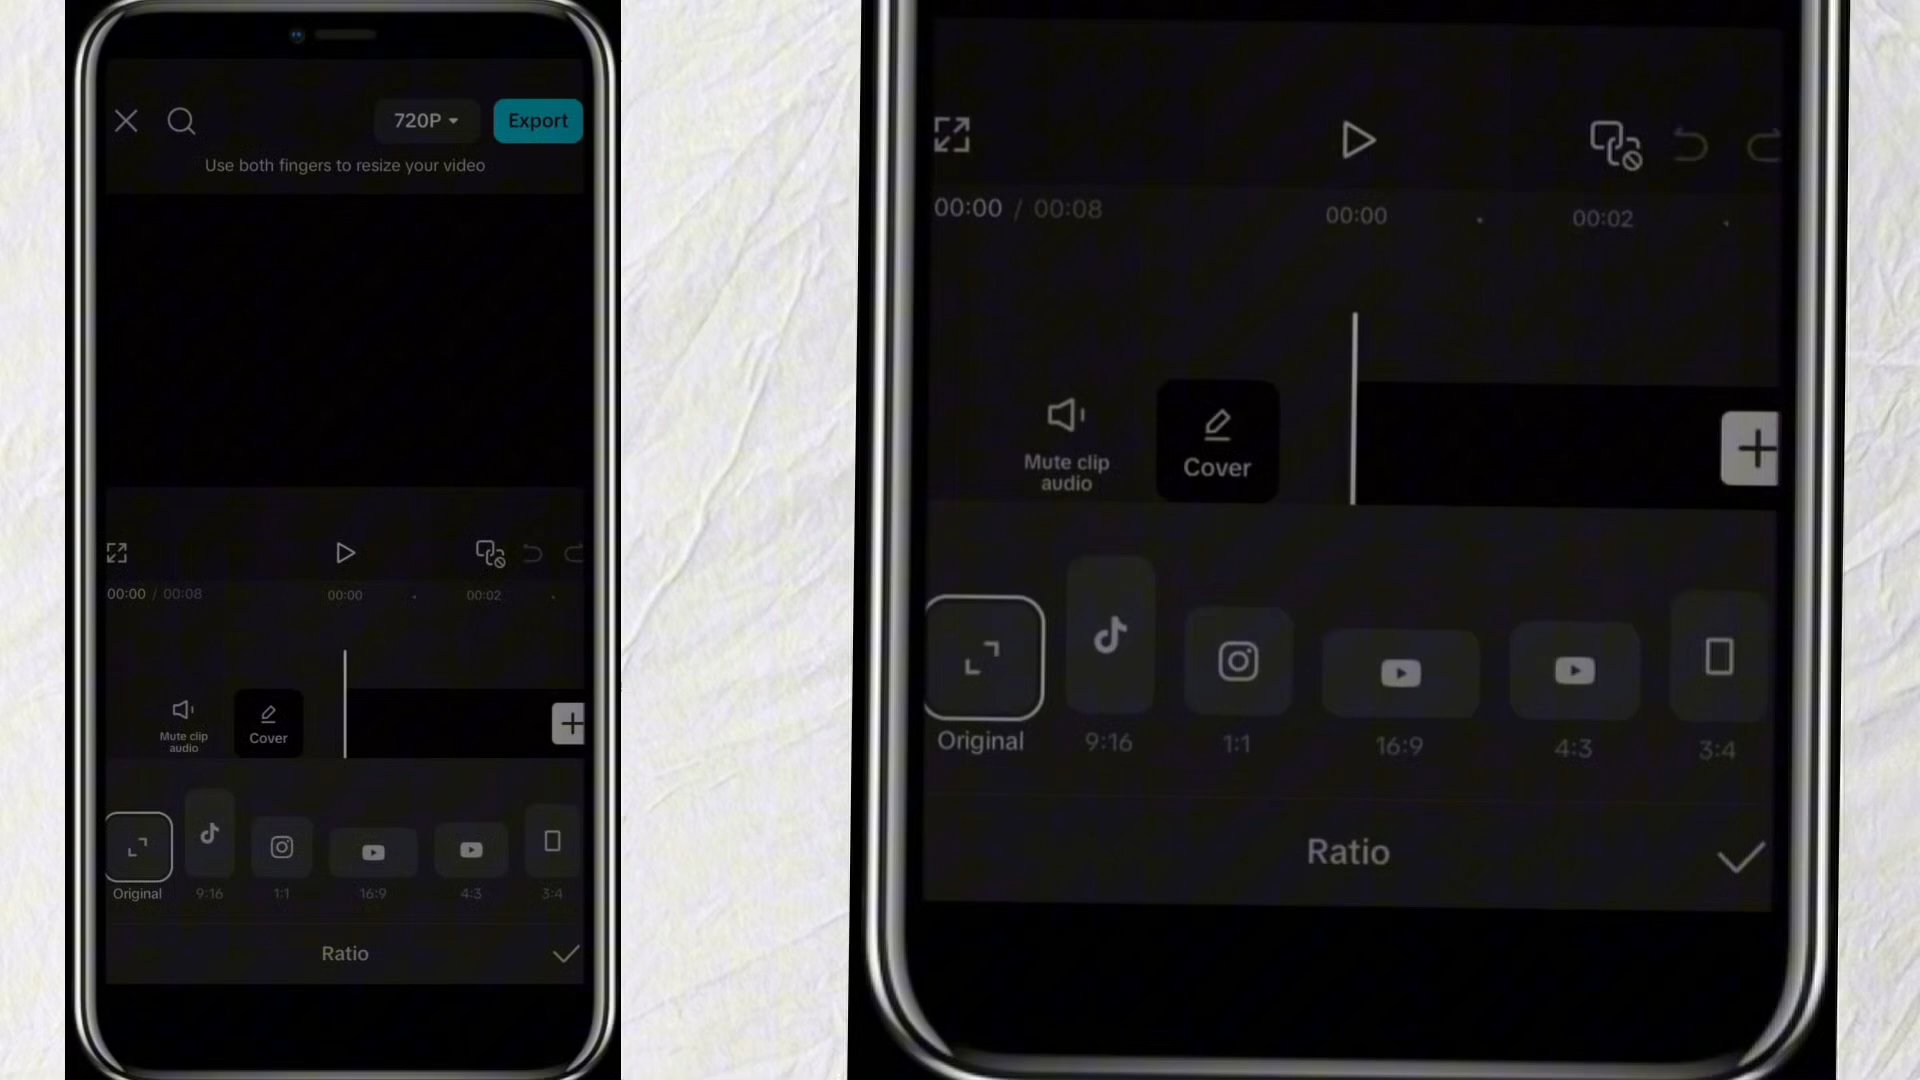 720P
Export
Use both fingers to resize your video
00:00 / 00:08
00:00
00:02
Mute clip
audio
Cover
Original
9:16
1:1
16:9
4:3
3:4
Ratio
00:00 / 00:08
00:00
00:02
Mute clip
audio
Cover
Original
9:16
1:1
16:9
4:3
3:4
Ratio